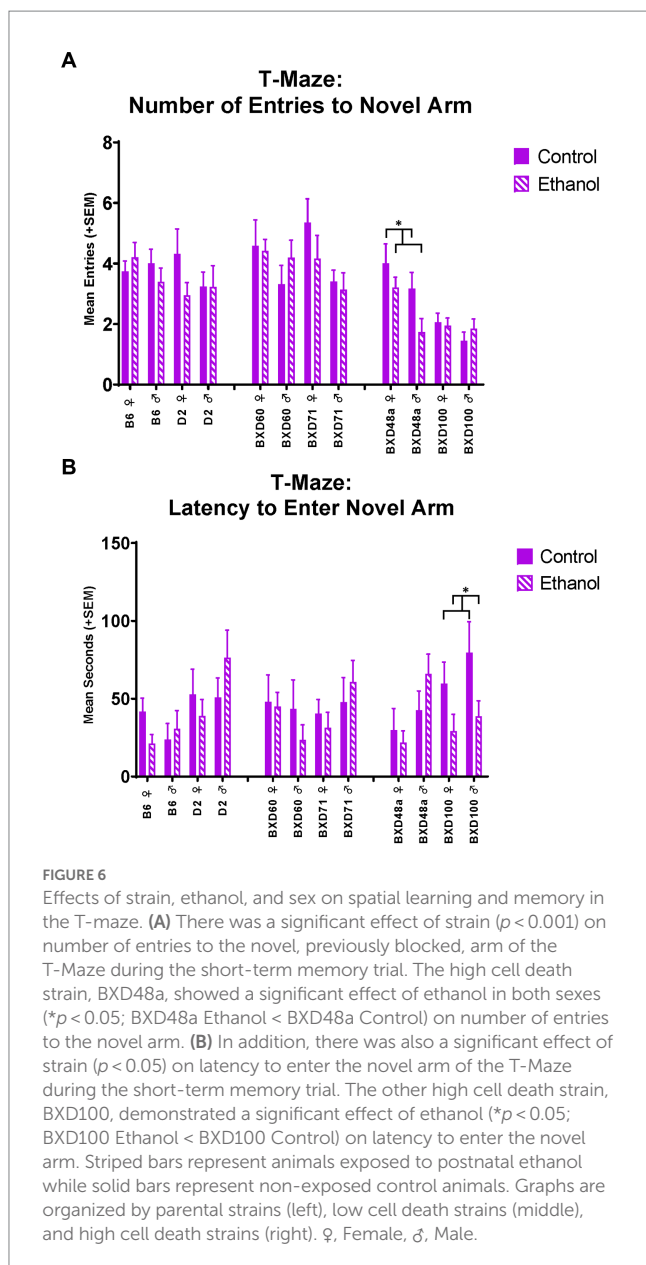 A
T-Maze:
Number of Entries to Novel Arm
Mean Entries (+SEM)
8
6
4
2
0
Control
Ethanol
*
B6 ♀
B6 ♂
D2 ♀
D2 ♂
BXD60 ♀
BXD60 ♂
BXD71 ♀
BXD71 ♂
BXD48a ♀
BXD48a ♂
BXD100 ♀
BXD100 ♂
B
T-Maze:
Latency to Enter Novel Arm
Mean Seconds (+SEM)
150
100
50
0
Control
Ethanol
*
B6 ♀
B6 ♂
D2 ♀
D2 ♂
BXD60 ♀
BXD60 ♂
BXD71 ♀
BXD71 ♂
BXD48a ♀
BXD48a ♂
BXD100 ♀
BXD100 ♂
FIGURE 6
Effects of strain, ethanol, and sex on spatial learning and memory in
the T-maze. (A) There was a significant effect of strain (p < 0.001) on
number of entries to the novel, previously blocked, arm of the
T-Maze during the short-term memory trial. The high cell death
strain, BXD48a, showed a significant effect of ethanol in both sexes
(*p < 0.05; BXD48a Ethanol < BXD48a Control) on number of entries
to the novel arm. (B) In addition, there was also a significant effect of
strain (p < 0.05) on latency to enter the novel arm of the T-Maze
during the short-term memory trial. The other high cell death strain,
BXD100, demonstrated a significant effect of ethanol (*p < 0.05;
BXD100 Ethanol < BXD100 Control) on latency to enter the novel
arm. Striped bars represent animals exposed to postnatal ethanol
while solid bars represent non-exposed control animals. Graphs are
organized by parental strains (left), low cell death strains (middle),
and high cell death strains (right). ♀, Female, ♂, Male.